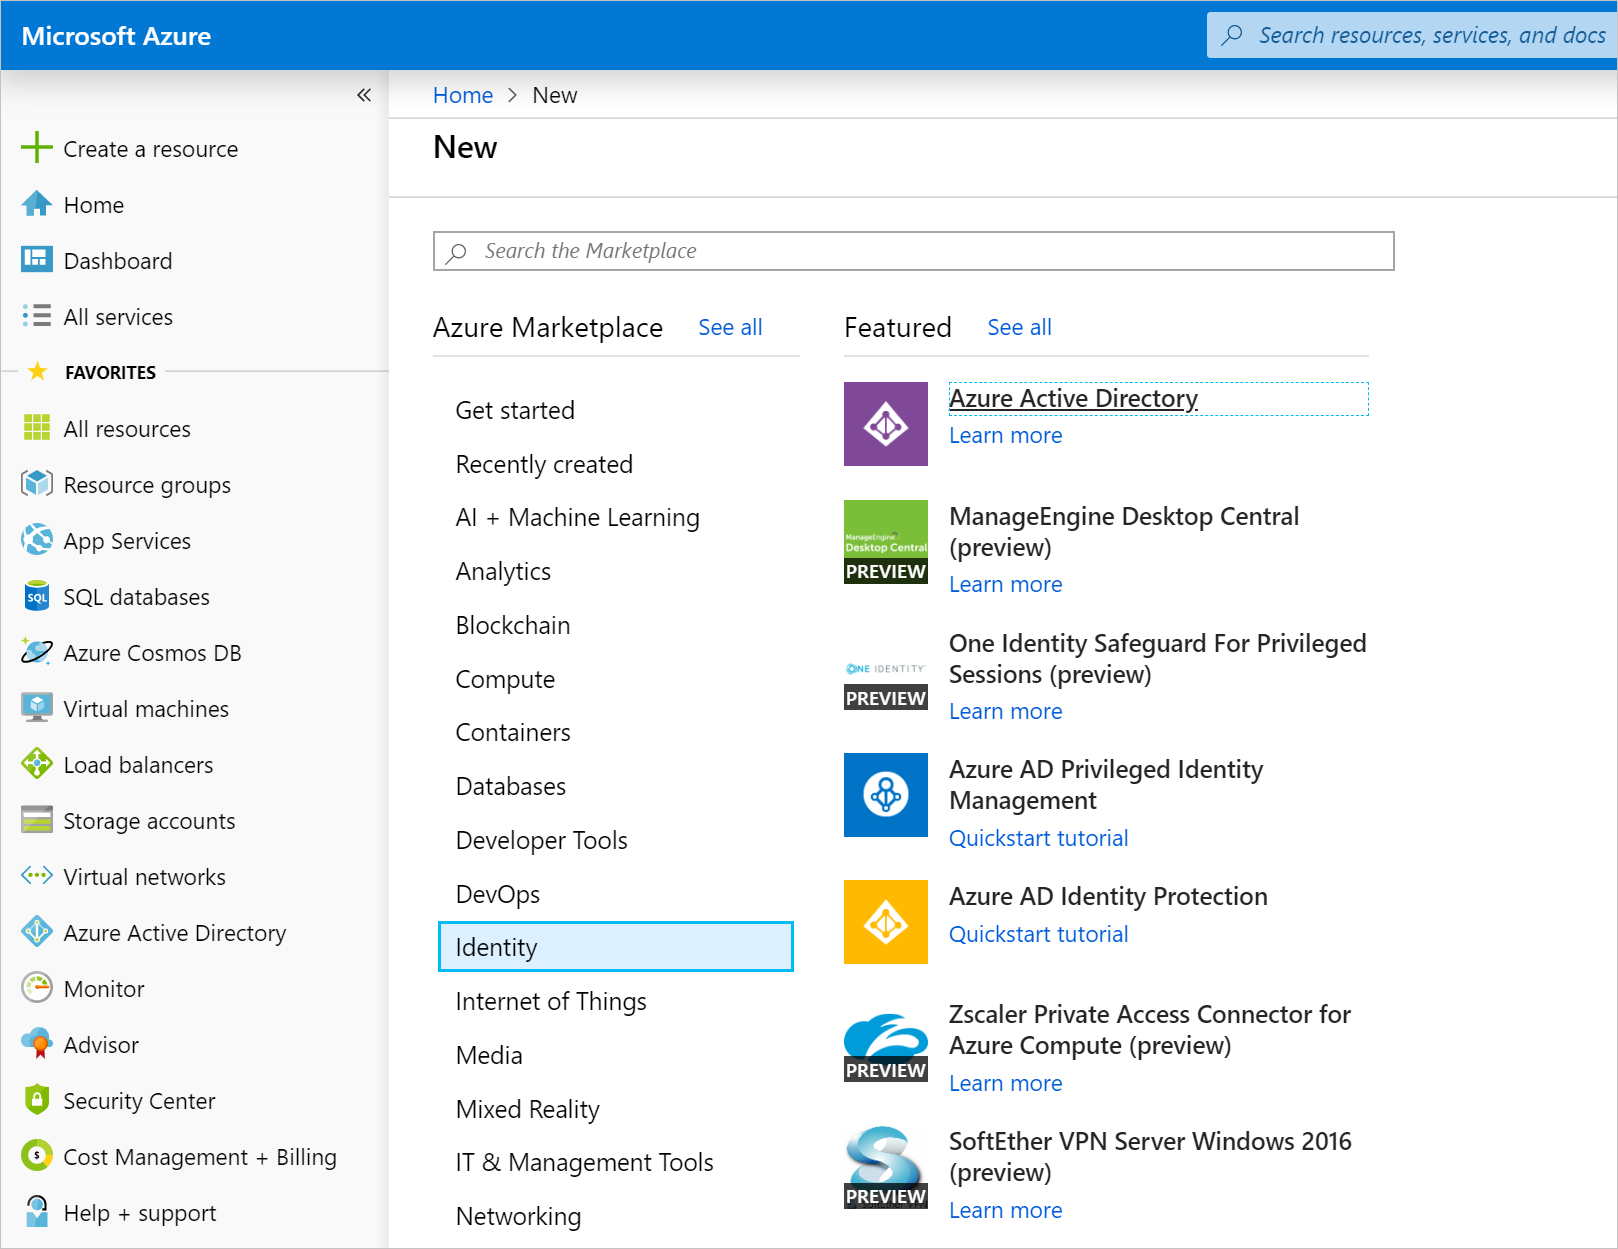 Microsoft Azure
Search resources, services, and docs
«
Create a resource
Home
Dashboard
All services
FAVORITES
All resources
Resource groups
App Services
SQL
SQL databases
Azure Cosmos DB
Virtual machines
Load balancers
Storage accounts
Virtual networks
Azure Active Directory
Monitor
Advisor
Security Center
$
Cost Management + Billing
Help + support
Home > New
New
Search the Marketplace
Azure Marketplace See all
Get started
Recently created
AI + Machine Learning
Analytics
Blockchain
Compute
Containers
Databases
Developer Tools
DevOps
Identity
Internet of Things
Media
Mixed Reality
IT & Management Tools
Networking
Featured See all
Azure Active Directory
Learn more
ManageEngine
Desktop Central
PREVIEW
ManageEngine Desktop Central
(preview)
Learn more
ONE IDENTITY
PREVIEW
One Identity Safeguard For Privileged
Sessions (preview)
Learn more
Azure AD Privileged Identity
Management
Quickstart tutorial
Azure AD Identity Protection
Quickstart tutorial
PREVIEW
Zscaler Private Access Connector for
Azure Compute (preview)
Learn more
PREVIEW
SoftEther VPN Server Windows 2016
(preview)
Learn more